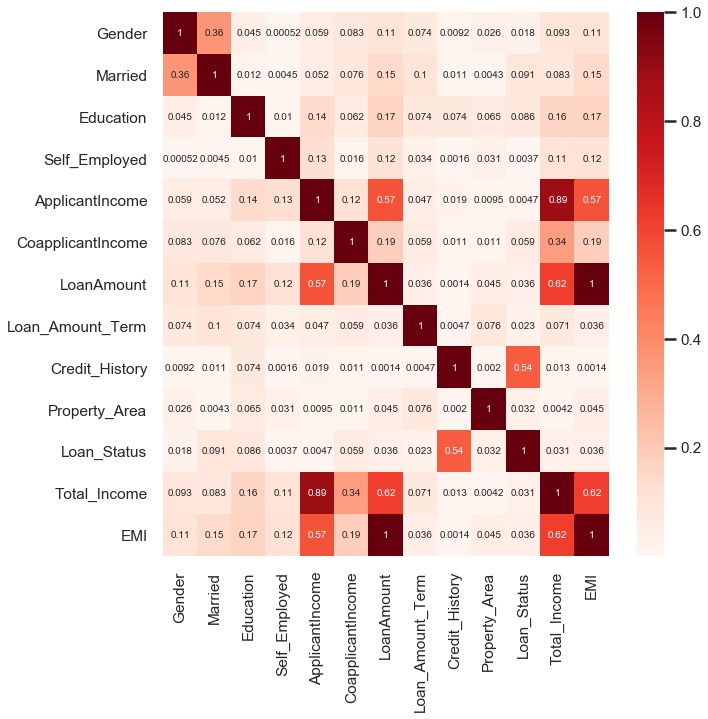 Gender 1 0.36 0.045 0.00052 0.059 0.083 0.11 0.074 0.0092 0.026 0.018 0.093 0.11
Married 0.36 1 0.012 0.0045 0.052 0.076 0.15 0.1 0.011 0.0043 0.091 0.083 0.15
Education 0.045 0.012 1 0.01 0.14 0.062 0.17 0.074 0.074 0.065 0.086 0.16 0.17
Self_Employed 0.00052 0.0045 0.01 1 0.13 0.016 0.12 0.034 0.0016 0.031 0.0037 0.11 0.12
ApplicantIncome 0.059 0.052 0.14 0.13 1 0.12 0.57 0.047 0.019 0.0095 0.0047 0.89 0.57
CoapplicantIncome 0.083 0.076 0.062 0.016 0.12 1 0.19 0.059 0.011 0.011 0.059 0.34 0.19
LoanAmount 0.11 0.15 0.17 0.12 0.57 0.19 1 0.036 0.0014 0.045 0.036 0.62 1
Loan_Amount_Term 0.074 0.1 0.074 0.034 0.047 0.059 0.036 1 0.0047 0.076 0.023 0.071 0.036
Credit_History 0.0092 0.011 0.074 0.0016 0.019 0.011 0.0014 0.0047 1 0.002 0.54 0.013 0.0014
Property_Area 0.026 0.0043 0.065 0.031 0.0095 0.011 0.045 0.076 0.002 1 0.032 0.0042 0.045
Loan_Status 0.018 0.091 0.086 0.0037 0.0047 0.059 0.036 0.023 0.54 0.032 1 0.031 0.036
Total_Income 0.093 0.083 0.16 0.11 0.89 0.34 0.62 0.071 0.013 0.0042 0.031 1 0.62
EMI 0.11 0.15 0.17 0.12 0.57 0.19 1 0.036 0.0014 0.045 0.036 0.62 1
Gender
Married
Education
Self_Employed
ApplicantIncome
CoapplicantIncome
LoanAmount
Loan_Amount_Term
Credit_History
Property_Area
Loan_Status
Total_Income
EMI
1.0
0.8
0.6
0.4
0.2